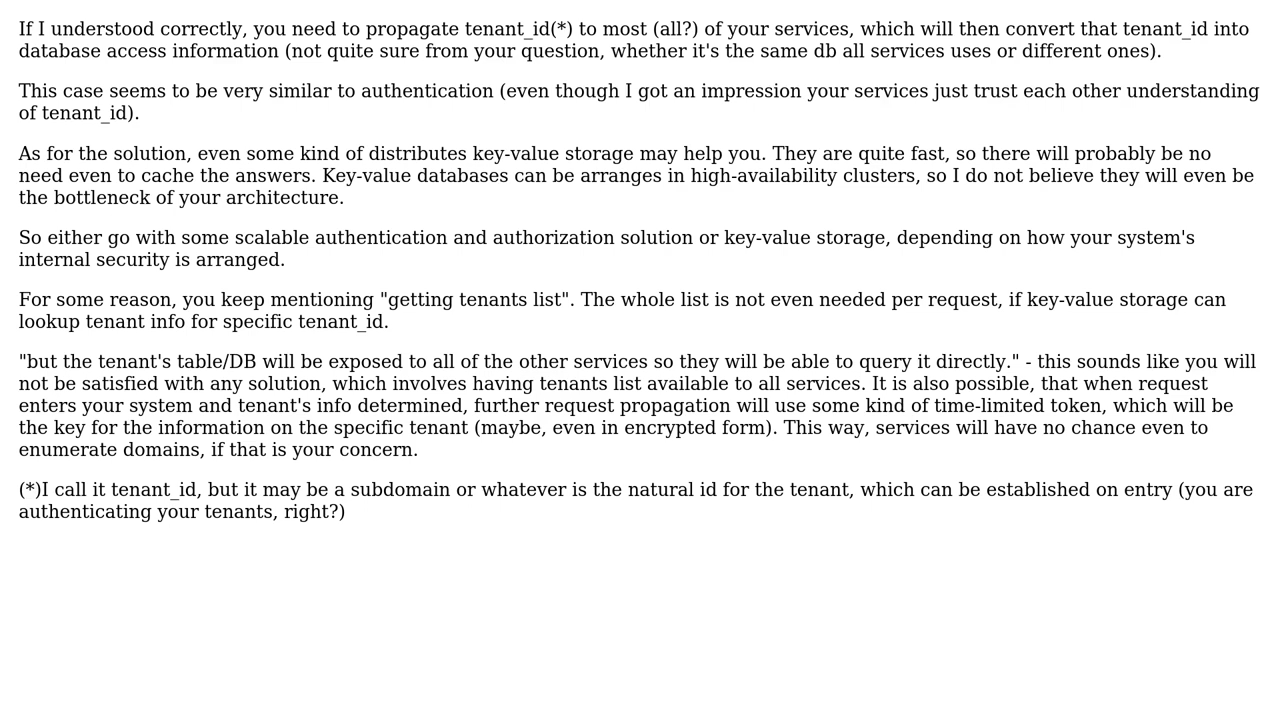 If I understood correctly, you need to propagate tenant_id(*) to most (all?) of your services, which will then convert that tenant_id into
database access information (not quite sure from your question, whether it's the same db all services uses or different ones).
This case seems to be very similar to authentication (even though I got an impression your services just trust each other understanding
of tenant_id).
As for the solution, even some kind of distributes key-value storage may help you. They are quite fast, so there will probably be no
need even to cache the answers. Key-value databases can be arranges in high-availability clusters, so I do not believe they will even be
the bottleneck of your architecture.
So either go with some scalable authentication and authorization solution or key-value storage, depending on how your system's
internal security is arranged.
For some reason, you keep mentioning "getting tenants list". The whole list is not even needed per request, if key-value storage can
lookup tenant info for specific tenant_id.
"but the tenant's table/DB will be exposed to all of the other services so they will be able to query it directly." - this sounds like you will
not be satisfied with any solution, which involves having tenants list available to all services. It is also possible, that when request
enters your system and tenant's info determined, further request propagation will use some kind of time-limited token, which will be
the key for the information on the specific tenant (maybe, even in encrypted form). This way, services will have no chance even to
enumerate domains, if that is your concern.
(*)I call it tenant_id, but it may be a subdomain or whatever is the natural id for the tenant, which can be established on entry (you are
authenticating your tenants, right?)